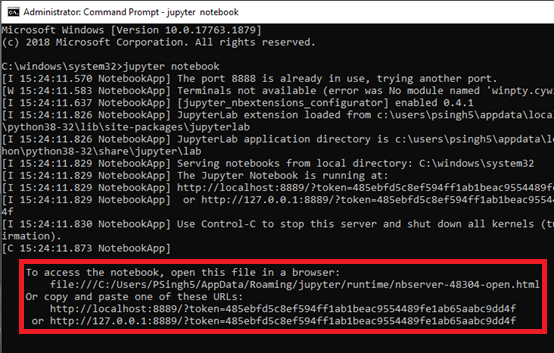 Administrator: Command Prompt - jupyter notebook
Microsoft Windows [Version 10.0.17763.1879]
(c) 2018 Microsoft Corporation. All rights reserved.
C:\windows\system32>jupyter notebook
[I 15:24:11.570 NotebookApp] The port 8888 is already in use, trying another port.
[W 15:24:11.583 NotebookApp] Terminals not available (error was No module named 'winpty.cyw
[I 15:24:11.637 NotebookApp] [jupyter_nbextensions_configurator] enabled 0.4.1
[I 15:24:11.826 NotebookApp] JupyterLab extension loaded from c:\users\psingh5\appdata\loca
\python38-32\lib\site-packages\jupyterlab
[I 15:24:11.826 NotebookApp] JupyterLab application directory is c:\users\psingh5\appdata\l
hon\python38-32\share\jupyter\lab
[I 15:24:11.829 NotebookApp] Serving notebooks from local directory: C:\windows\system32
[I 15:24:11.829 NotebookApp] The Jupyter Notebook is running at:
[I 15:24:11.829 NotebookApp] http://localhost:8889/?token=485ebfd5c8ef594ff1ab1beac9554489f
[I 15:24:11.829 NotebookApp]  or http://127.0.0.1:8889/?token=485ebfd5c8ef594ff1ab1beac9554
4f
[I 15:24:11.830 NotebookApp] Use Control-C to stop this server and shut down all kernels (t
irmation).
[C 15:24:11.873 NotebookApp]
To access the notebook, open this file in a browser:
file:///C:/Users/PSingh5/AppData/Roaming/jupyter/runtime/nbserver-48304-open.html
Or copy and paste one of these URLs:
http://localhost:8889/?token=485ebfd5c8ef594ff1ab1beac9554489fe1ab65aabc9dd4f
or http://127.0.0.1:8889/?token=485ebfd5c8ef594ff1ab1beac9554489fe1ab65aabc9dd4f